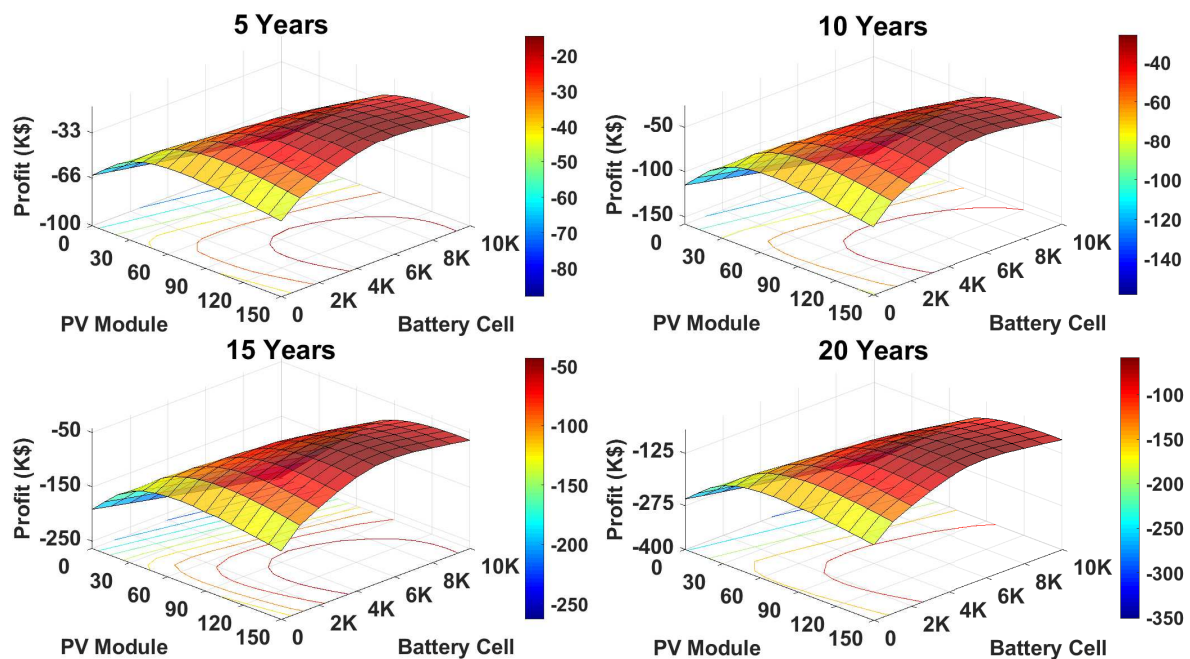 5 Years
-20
-30
-40
-50
-60
-70
-80
Profit (K$)
-33
-66
-100
0
30
60
90
120
150
0
2K
4K
6K
8K
10K
PV Module
Battery Cell
10 Years
-40
-60
-80
-100
-120
-140
Profit (K$)
-50
-100
-150
0
30
60
90
120
150
0
2K
4K
6K
8K
10K
PV Module
Battery Cell
15 Years
-50
-100
-150
-200
-250
Profit (K$)
-50
-150
-250
0
30
60
90
120
150
0
2K
4K
6K
8K
10K
PV Module
Battery Cell
20 Years
-100
-150
-200
-250
-300
-350
Profit (K$)
-125
-275
-400
0
30
60
90
120
150
0
2K
4K
6K
8K
10K
PV Module
Battery Cell